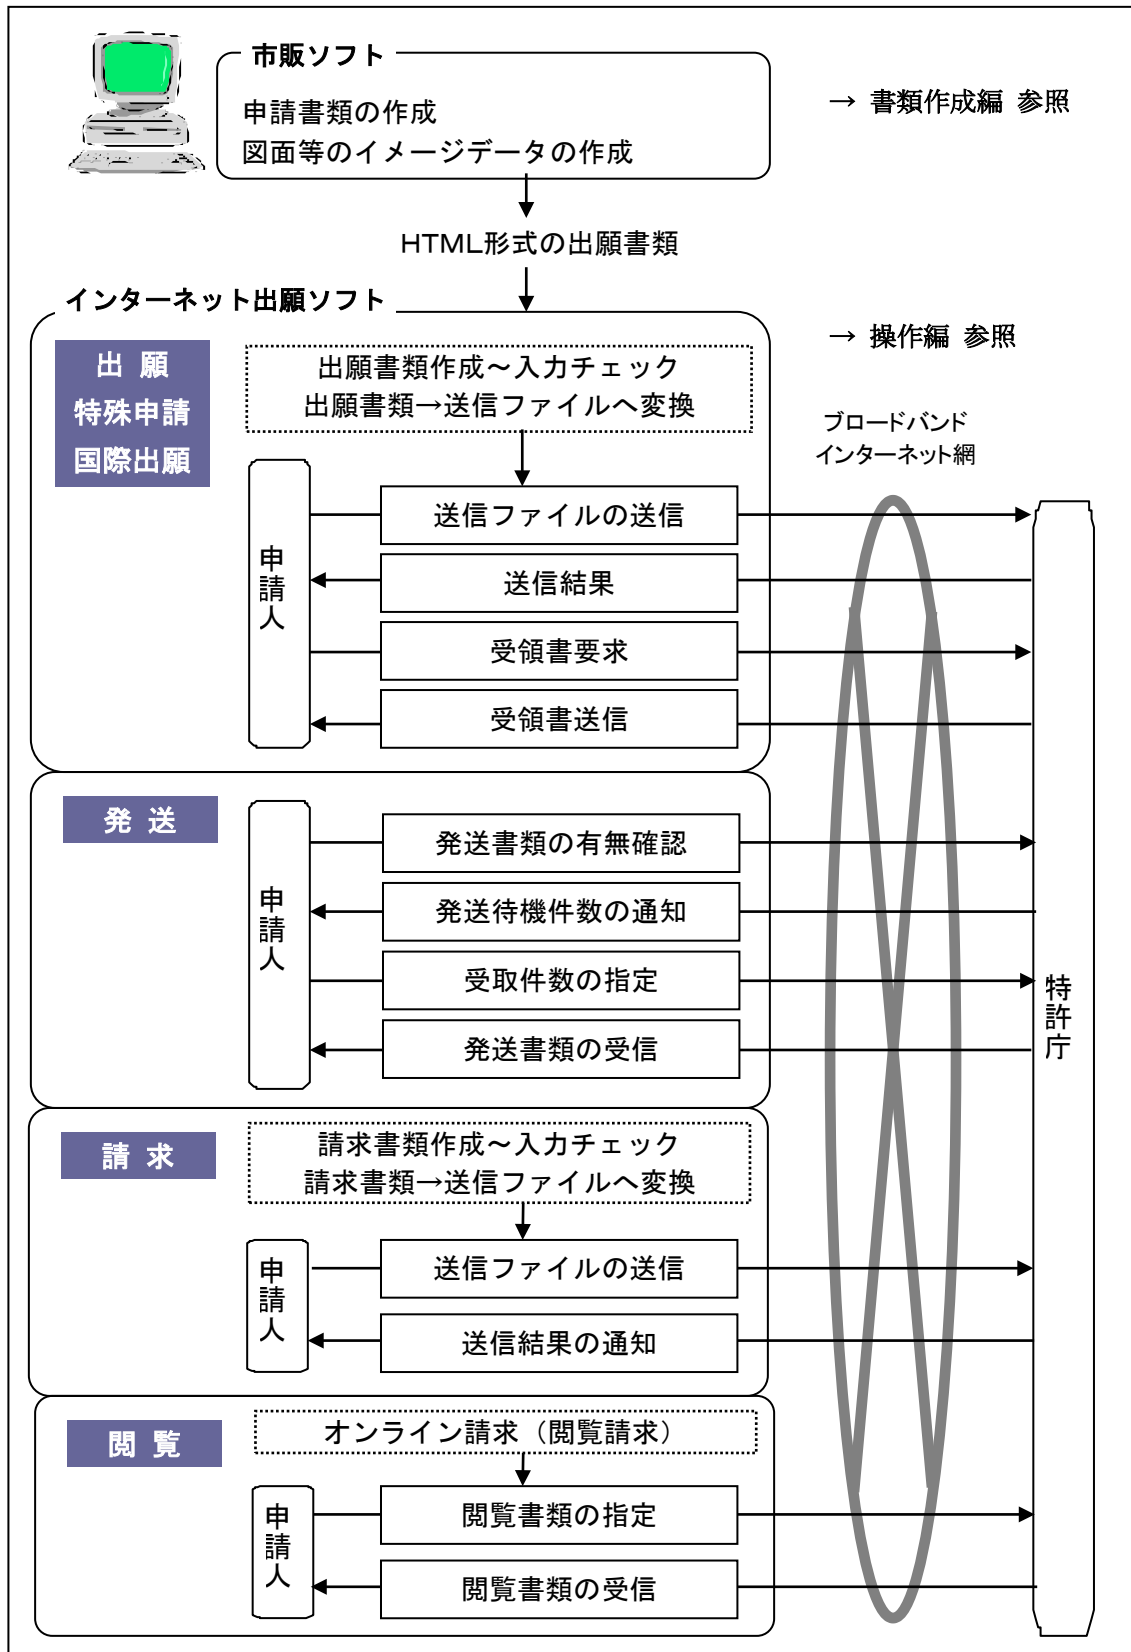 市販ソフト
申請書類の作成
図面等のイメージデータの作成
→ 書類作成編 参照
HTML形式の出願書類
インターネット出願ソフト
→ 操作編 参照
出 願
特殊申請
国際出願
出願書類作成~入力チェック
出願書類→送信ファイルへ変換
ブロードバンド
インターネット網
申請人
送信ファイルの送信
送信結果
受領書要求
受領書送信
発 送
申請人
発送書類の有無確認
発送待機件数の通知
受取件数の指定
発送書類の受信
特許庁
請 求
請求書類作成~入力チェック
請求書類→送信ファイルへ変換
申請人
送信ファイルの送信
送信結果の通知
閲 覧
オンライン請求(閲覧請求)
申請人
閲覧書類の指定
閲覧書類の受信